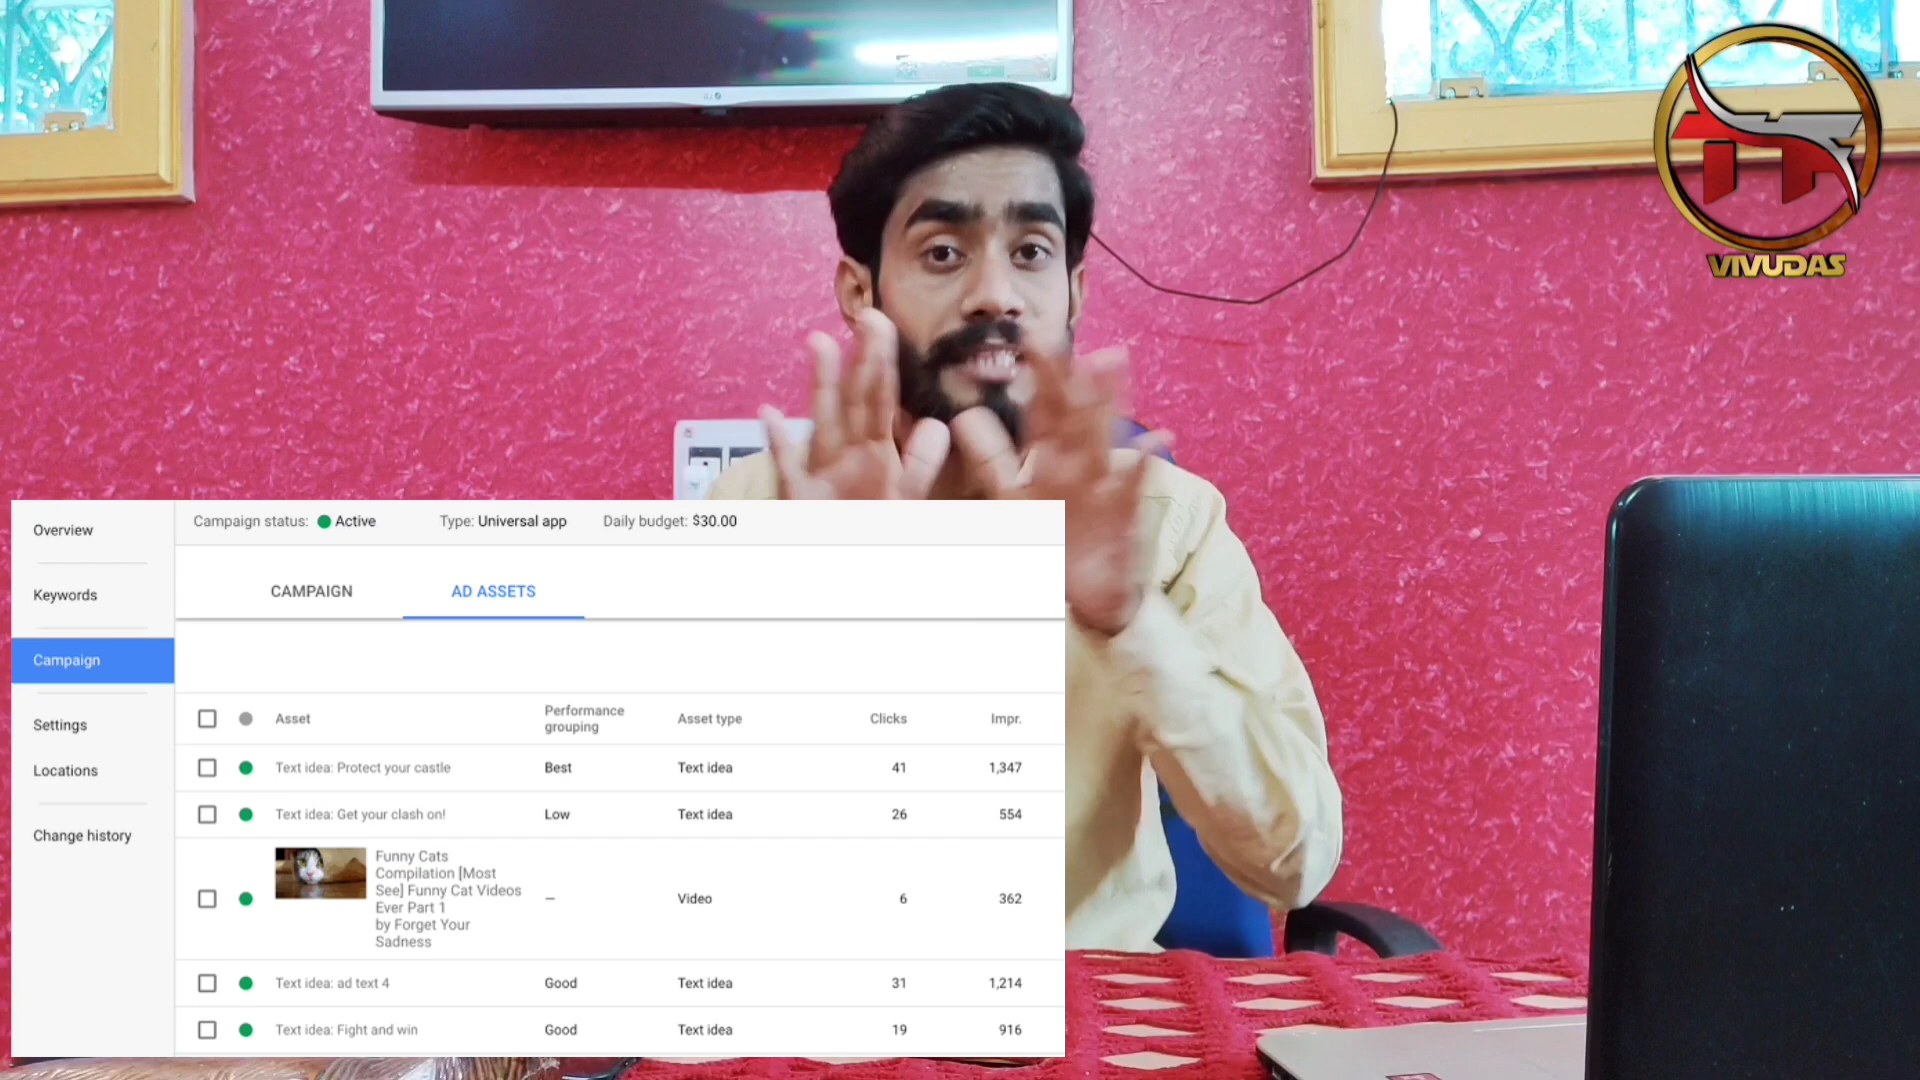 TF
VIVUDAS
Overview
Keywords
Campaign
Settings
Locations
Change history
Campaign status: Active Type: Universal app Daily budget: $30.00
CAMPAIGN AD ASSETS
Asset Performance grouping Asset type Clicks Impr.
Text idea: Protect your castle Best Text idea 41 1,347
Text idea: Get your clash on! Low Text idea 26 554
Funny Cats
Compilation [Most
See] Funny Cat Videos
Ever Part 1
by Forget Your
Sadness
– Video 6 362
Text idea: ad text 4 Good Text idea 31 1,214
Text idea: Fight and win Good Text idea 19 916